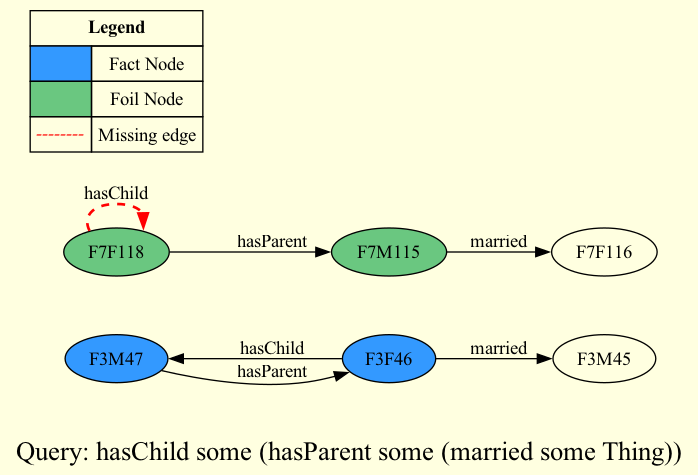 Legend
Fact Node
Foil Node
Missing edge
hasChild
F7F118
hasParent
F7M115
married
F7F116
F3M47
hasChild
hasParent
F3F46
married
F3M45
Query: hasChild some (hasParent some (married some Thing))